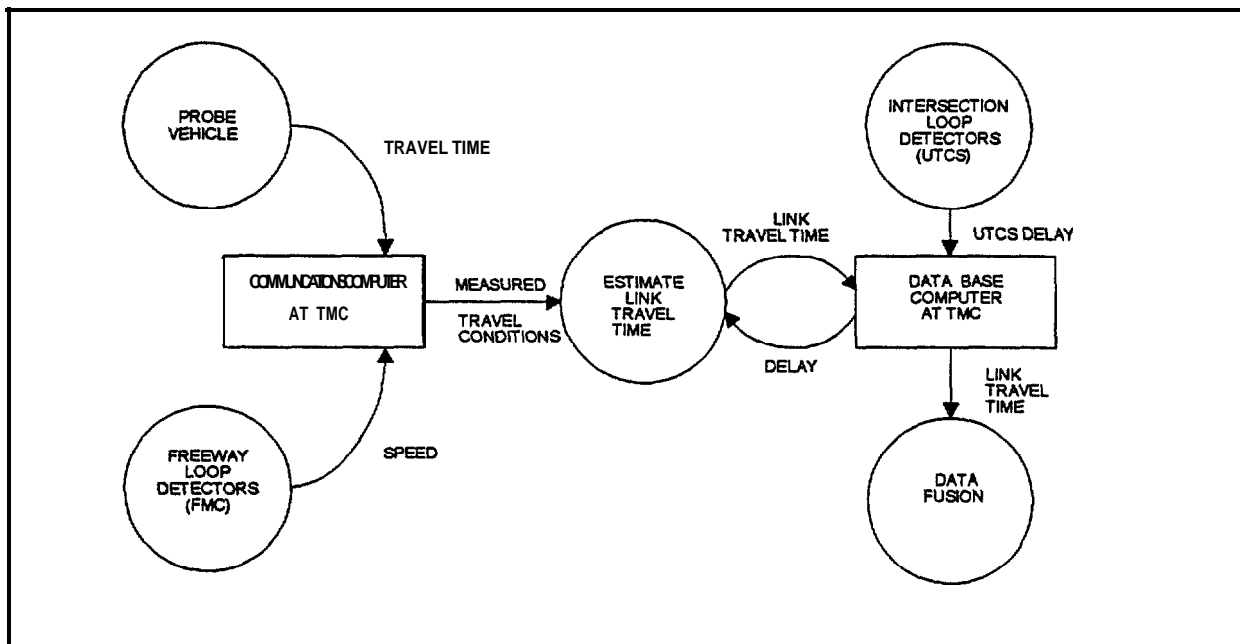 PROBE
VEHICLE
TRAVEL TIME
COMMUNCATIONSCOMPUTER
AT TMC
FREEWAY
LOOP
DETECTORS
(FMC)
SPEED
MEASURED
TRAVEL
CONDITIONS
ESTIMATE
LINK
TRAVEL
TIME
LINK
TRAVEL TIME
DELAY
INTERSECTION
LOOP
DETECTORS
(UTCS)
UTCS DELAY
DATA BASE
COMPUTER
AT TMC
LINK
TRAVEL
TIME
DATA
FUSION